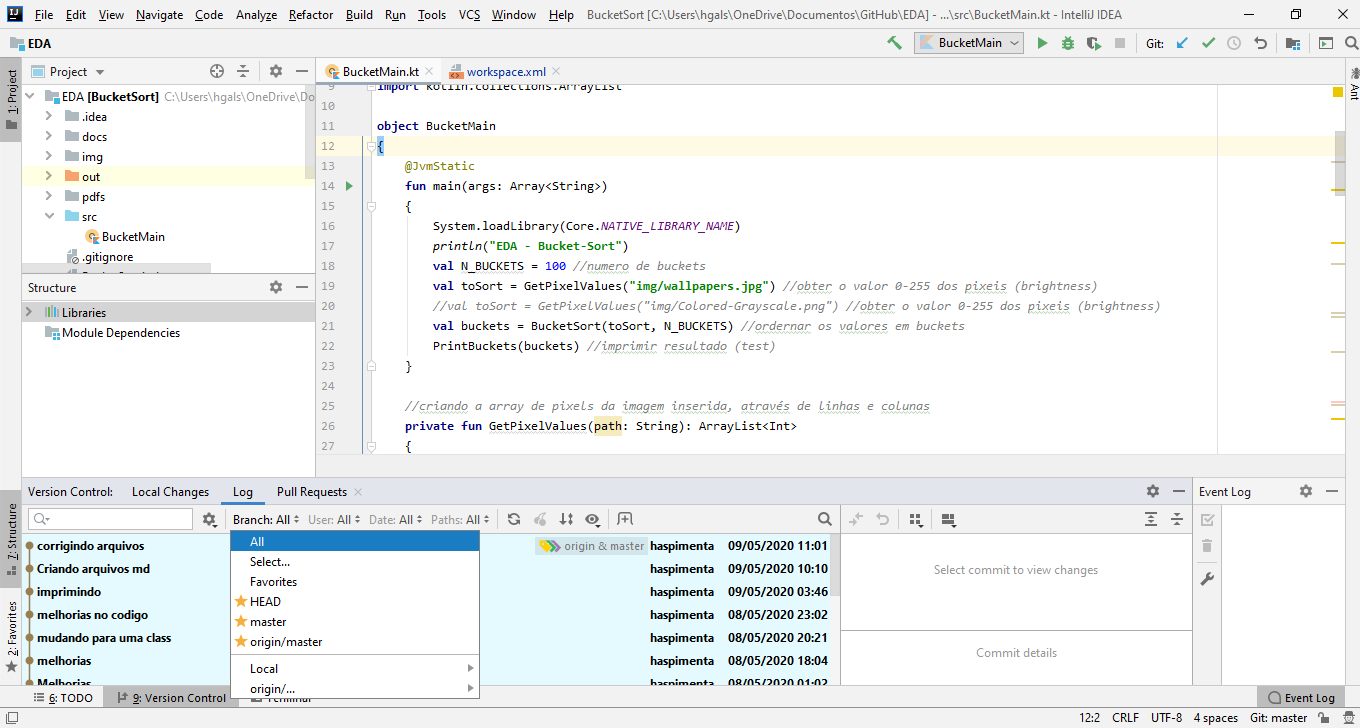 File Edit View Navigate Code Analyze Refactor Build Run Tools VCS Window Help BucketSort [C:\Users\hgals\OneDrive\Documentos\GitHub\EDA] - ...\src\BucketMain.kt - IntelliJ IDEA
EDA BucketMain Git:
1: Project
Project
BucketMain.kt
workspace.xml
Ant
EDA [BucketSort] C:\Users\hgals\OneDrive\Do
.idea
docs
img
out
pdfs
src
BucketMain
.gitignore
Structure
Libraries
Module Dependencies
9 import kotlin.collections.ArrayList
10
11 object BucketMain
12 {
13 @JvmStatic
14 fun main(args: Array<String>)
15 {
16 System.loadLibrary(Core.NATIVE_LIBRARY_NAME)
17 println("EDA - Bucket-Sort")
18 val N_BUCKETS = 100 //numero de buckets
19 val toSort = GetPixelValues("img/wallpapers.jpg") //obter o valor 0-255 dos pixeis (brightness)
20 //val toSort = GetPixelValues("img/Colored-Grayscale.png") //obter o valor 0-255 dos pixeis (brightness)
21 val buckets = BucketSort(toSort, N_BUCKETS) //ordernar os valores em buckets
22 PrintBuckets(buckets) //imprimir resultado (test)
23 }
24
25 //criando a array de pixels da imagem inserida, através de linhas e colunas
26 private fun GetPixelValues(path: String): ArrayList<Int>
27 {
Version Control: Local Changes Log Pull Requests
Event Log
Branch: All User: All Date: All Paths: All
7: Structure
2: Favorites
corrigindo arquivos origin & master haspimenta 09/05/2020 11:01
Criando arquivos md haspimenta 09/05/2020 10:10
imprimindo haspimenta 09/05/2020 03:46
melhorias no codigo haspimenta 08/05/2020 23:02
mudando para uma class haspimenta 08/05/2020 20:21
melhorias haspimenta 08/05/2020 18:04
Melhorias haspimenta 08/05/2020 01:02
All
Select...
Favorites
HEAD
master
origin/master
Local
origin/...
Select commit to view changes
Commit details
6: TODO 9: Version Control Terminal Event Log
12:2 CRLF UTF-8 4 spaces Git: master